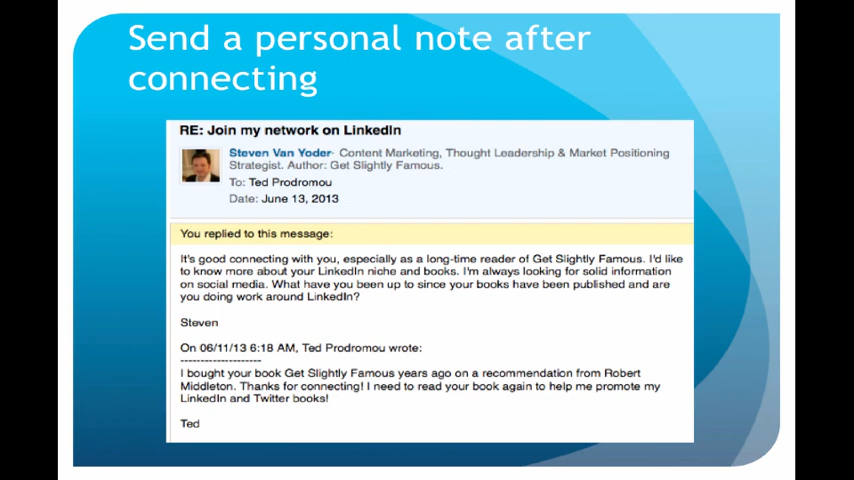 Send a personal note after
connecting
RE: Join my network on LinkedIn
Steven Van Yoder- Content Marketing, Thought Leadership & Market Positioning
Strategist. Author: Get Slightly Famous.
To: Ted Prodromou
Date: June 13, 2013
You replied to this message:
It's good connecting with you, especially as a long-time reader of Get Slightly Famous. I'd like
to know more about your LinkedIn niche and books. I'm always looking for solid information
on social media. What have you been up to since your books have been published and are
you doing work around LinkedIn?
Steven
On 06/11/13 6:18 AM, Ted Prodromou wrote:
--------------------
I bought your book Get Slightly Famous years ago on a recommendation from Robert
Middleton. Thanks for connecting! I need to read your book again to help me promote my
LinkedIn and Twitter books!
Ted